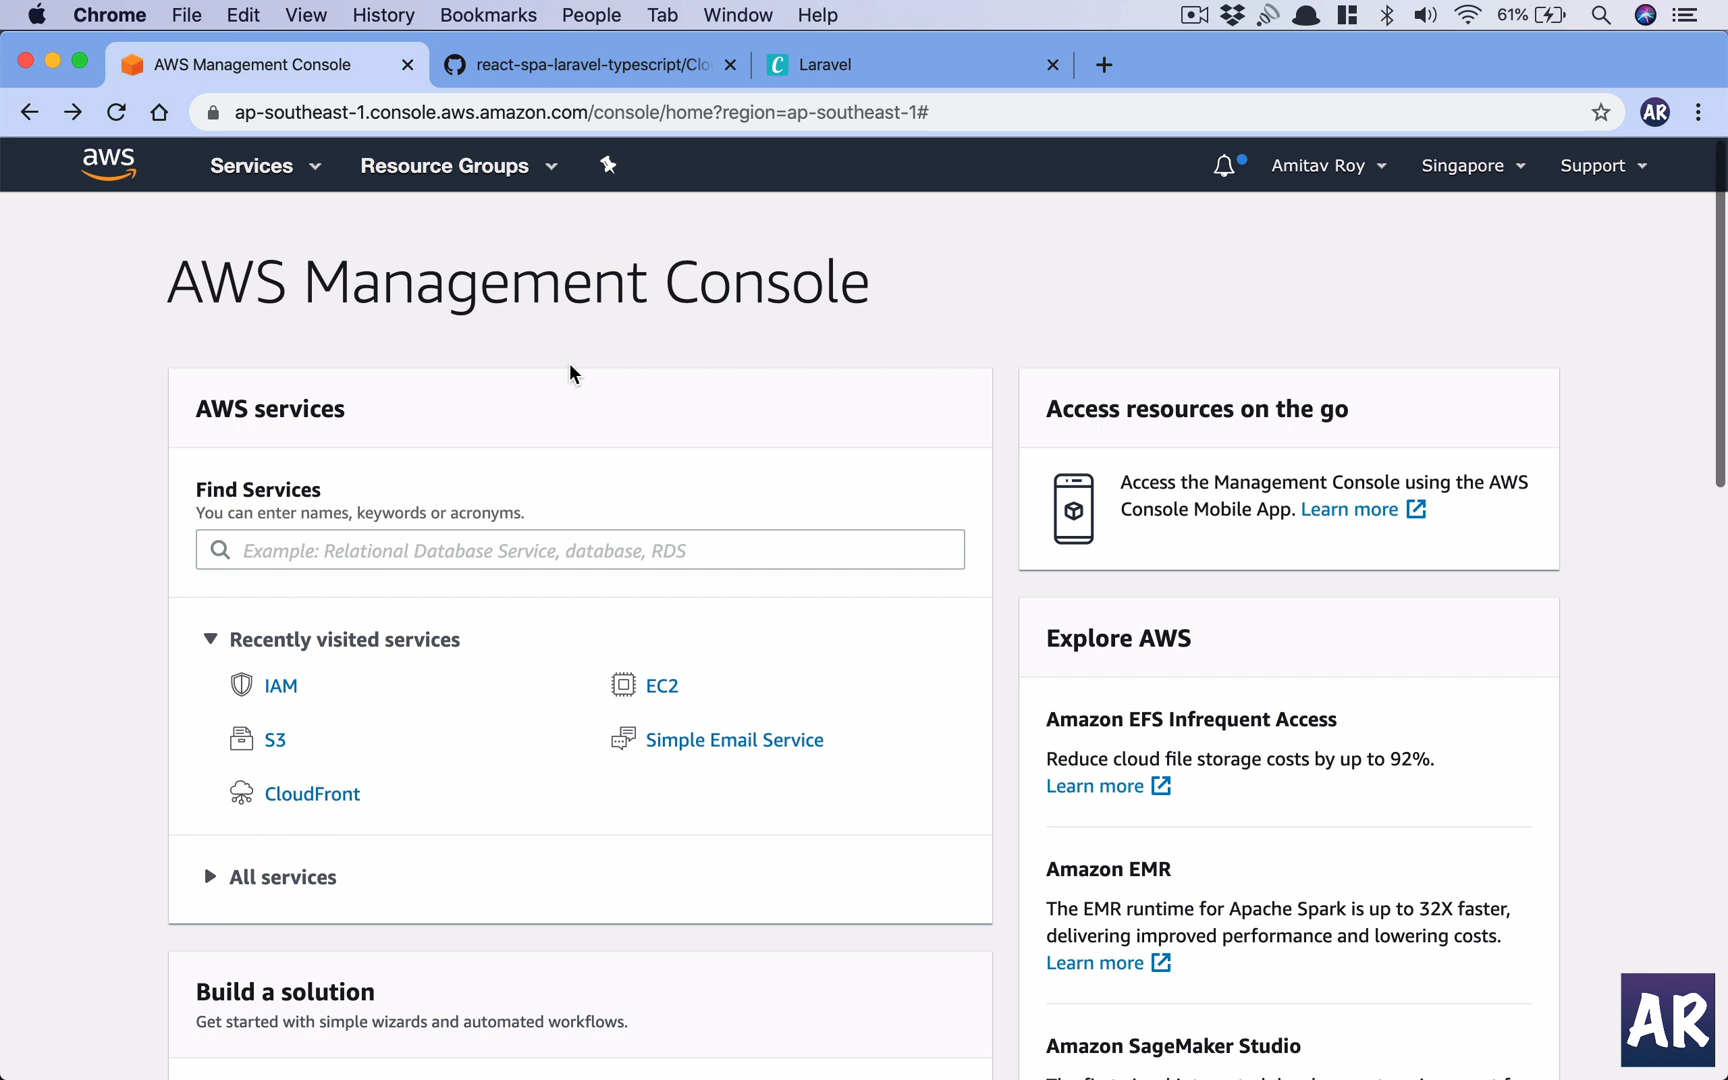 Chrome File Edit View History Bookmarks People Tab Window Help 61%
AWS Management Console react-spa-laravel-typescript/Clo Laravel
ap-southeast-1.console.aws.amazon.com/console/home?region=ap-southeast-1# AR
aws Services Resource Groups Amitav Roy Singapore Support
AWS Management Console
AWS services
Find Services
You can enter names, keywords or acronyms.
Example: Relational Database Service, database, RDS
Recently visited services
IAM EC2
S3 Simple Email Service
CloudFront
All services
Build a solution
Get started with simple wizards and automated workflows.
Access resources on the go
Access the Management Console using the AWS
Console Mobile App. Learn more
Explore AWS
Amazon EFS Infrequent Access
Reduce cloud file storage costs by up to 92%.
Learn more
Amazon EMR
The EMR runtime for Apache Spark is up to 32X faster,
delivering improved performance and lowering costs.
Learn more
Amazon SageMaker Studio
AR